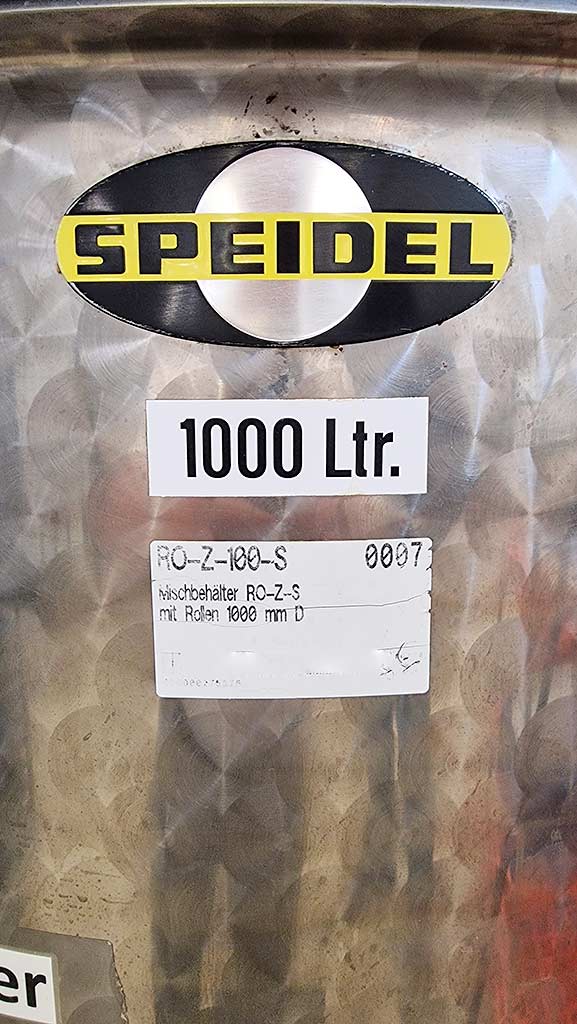 SPEIDEL
1000 Ltr.
RO-Z-100-S 0007
Mischbehälter RO-Z-S
mit Rollen 1000 mm D
er